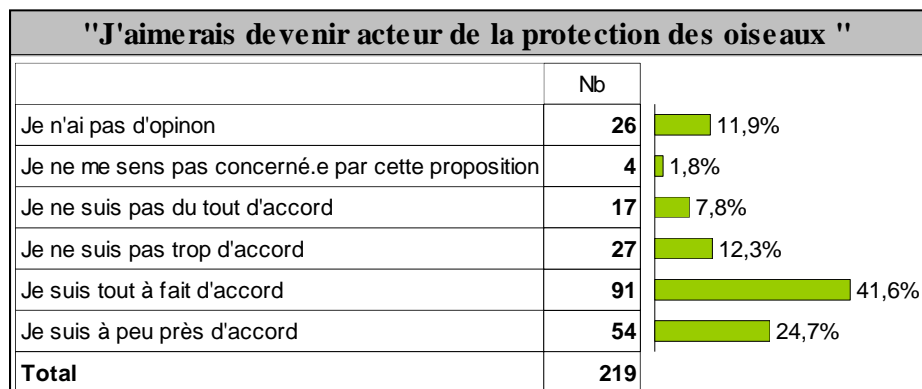 "J'aimerais devenir acteur de la protection des oiseaux "
Nb
Je n'ai pas d'opinon 26 11,9%
Je ne me sens pas concerné.e par cette proposition 4 1,8%
Je ne suis pas du tout d'accord 17 7,8%
Je ne suis pas trop d'accord 27 12,3%
Je suis tout à fait d'accord 91 41,6%
Je suis à peu près d'accord 54 24,7%
Total 219